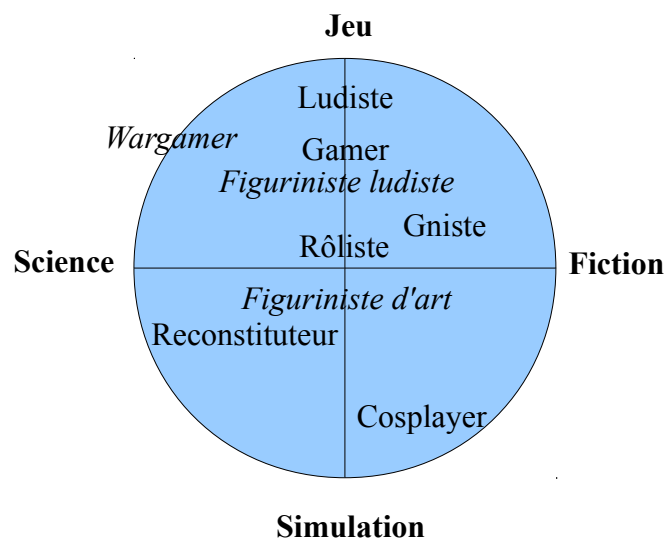 Jeu
Ludiste
Wargamer
Gamer
Figuriniste ludiste
Gniste
Rôliste
Science
Fiction
Figuriniste d'art
Reconstituteur
Cosplayer
Simulation